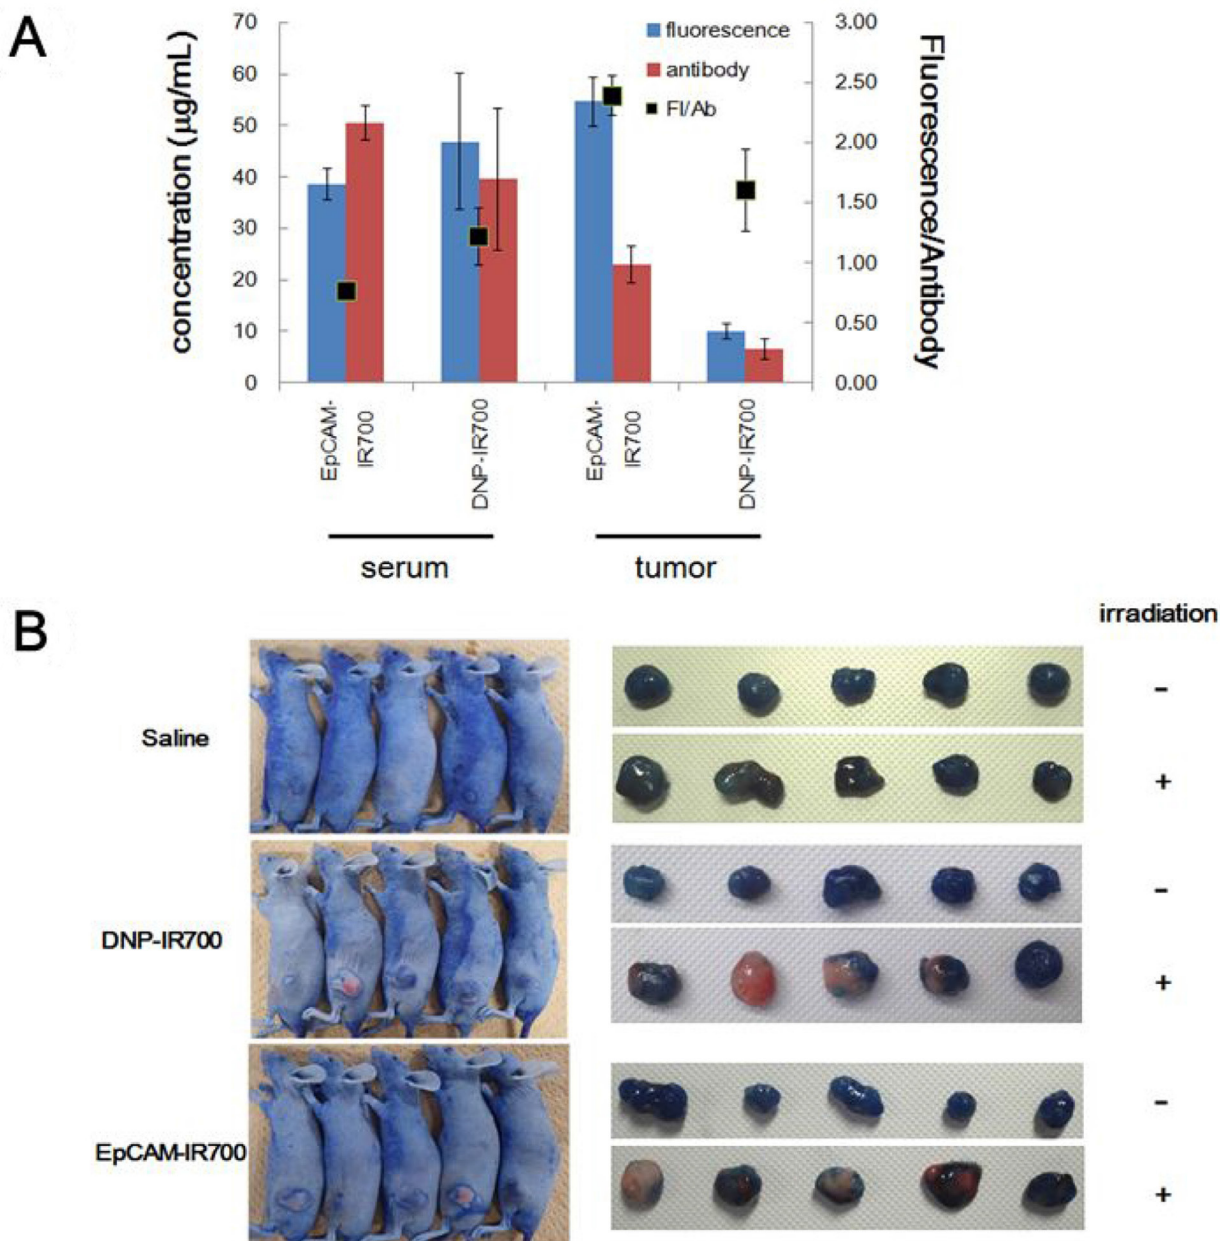 A
concentration (µg/mL)
70
60
50
40
30
20
10
0
fluorescence
antibody
Fl/Ab
3.00
2.50
2.00
1.50
1.00
0.50
0.00
Fluorescence/Antibody
EpCAM-
IR700
DNP-IR700
EpCAM-
IR700
DNP-IR700
serum
tumor
B
irradiation
Saline
-
+
DNP-IR700
-
+
EpCAM-IR700
-
+